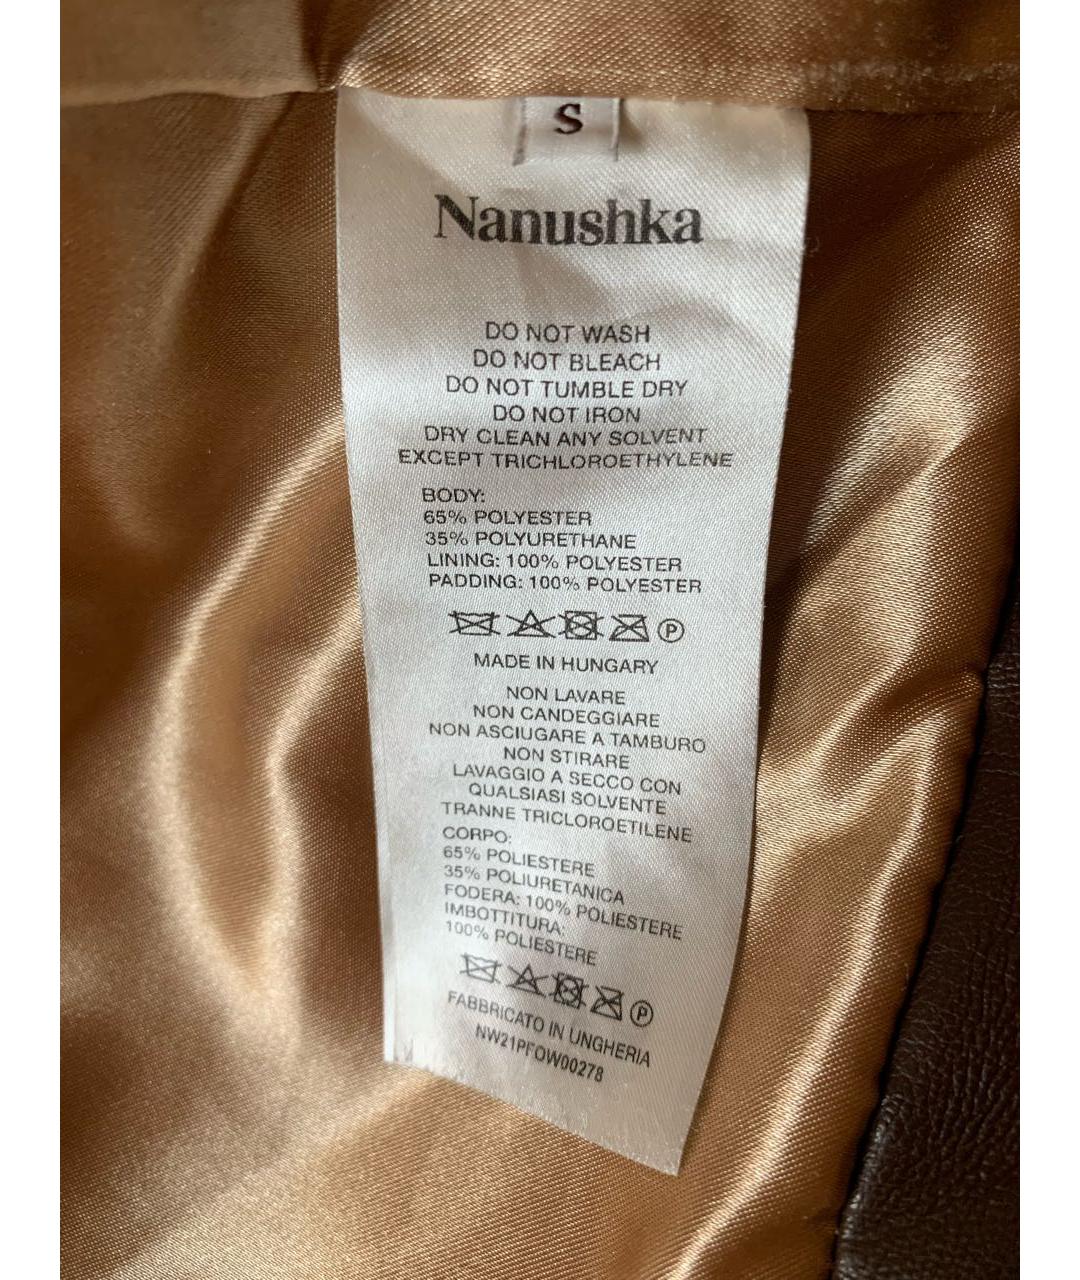 S
Nanushka
DO NOT WASH
DO NOT BLEACH
DO NOT TUMBLE DRY
DO NOT IRON
DRY CLEAN ANY SOLVENT
EXCEPT TRICHLOROETHYLENE
BODY:
65% POLYESTER
35% POLYURETHANE
LINING: 100% POLYESTER
PADDING: 100% POLYESTER
P
MADE IN HUNGARY
NON LAVARE
NON CANDEGGIARE
NON ASCIUGARE A TAMBURO
NON STIRARE
LAVAGGIO A SECCO CON
QUALSIASI SOLVENTE
TRANNE TRICLOROETILENE
CORPO:
65% POLIESTERE
35% POLIURETANICA
FODERA: 100% POLIESTERE
IMBOTTITURA:
100% POLIESTERE
P
FABBRICATO IN UNGHERIA
NW21PFOW00278